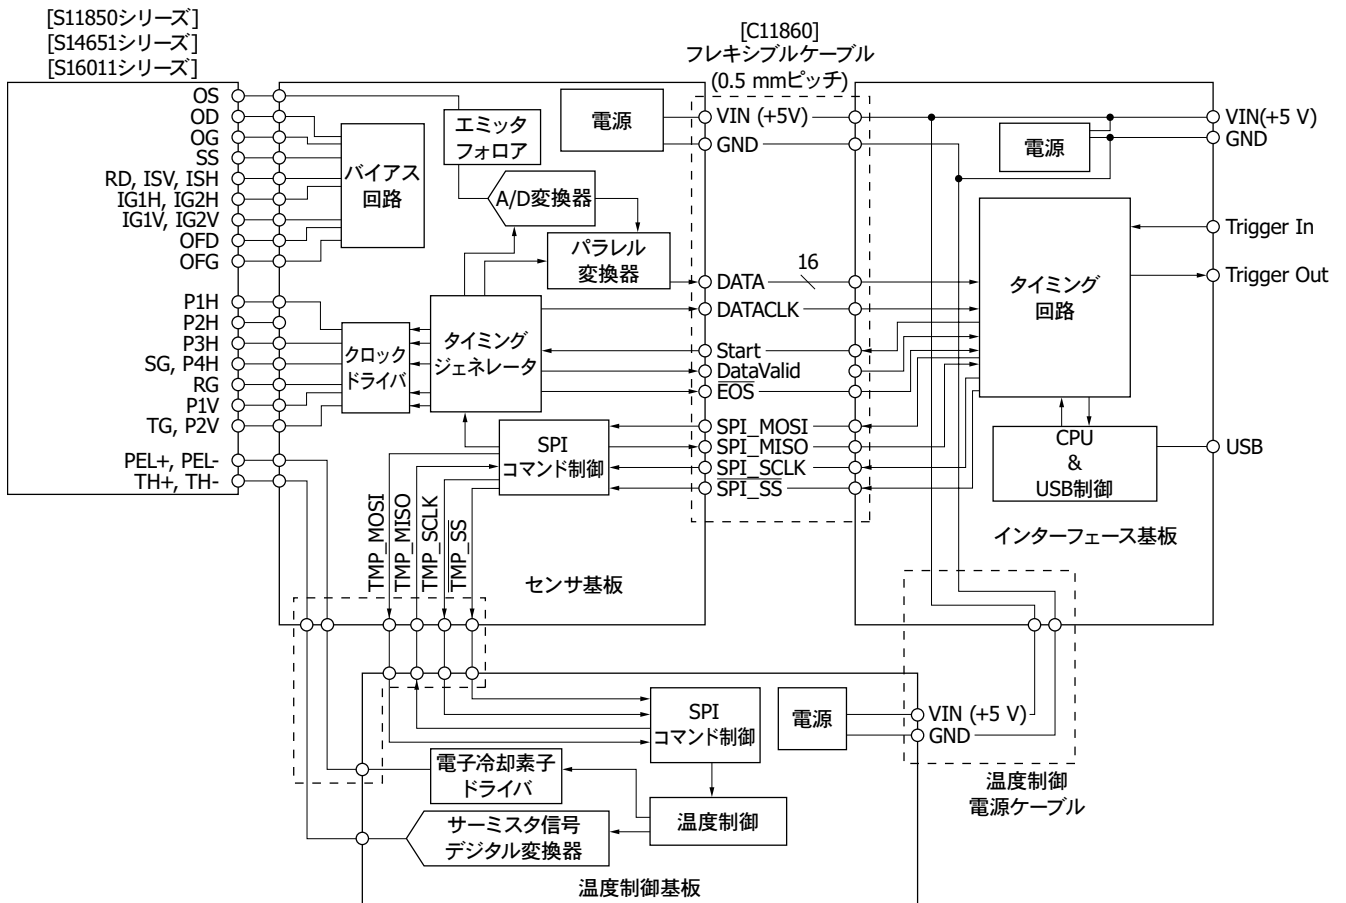 [S11850シリーズ]
[S14651シリーズ]
[S16011シリーズ]
[C11860]
フレキシブルケーブル
(0.5 mmピッチ)
OS
OD
OG
SS
RD, ISV, ISH
IG1H, IG2H
IG1V, IG2V
OFD
OFG
P1H
P2H
P3H
SG, P4H
RG
P1V
TG, P2V
PEL+, PEL-
TH+, TH-
バイアス
回路
エミッタ
フォロア
電源
A/D変換器
パラレル
変換器
クロック
ドライバ
タイミング
ジェネレータ
SPI
コマンド制御
TMP_MOSI
TMP_MISO
TMP_SCLK
TMP_SS
センサ基板
VIN (+5V)
GND
DATA
16
DATACLK
Start
DataValid
EOS
SPI_MOSI
SPI_MISO
SPI_SCLK
SPI_SS
電源
タイミング
回路
CPU
&
USB制御
インターフェース基板
VIN(+5 V)
GND
Trigger In
Trigger Out
USB
SPI
コマンド制御
電源
VIN (+5 V)
GND
電子冷却素子
ドライバ
温度制御
サーミスタ信号
デジタル変換器
温度制御基板
温度制御
電源ケーブル